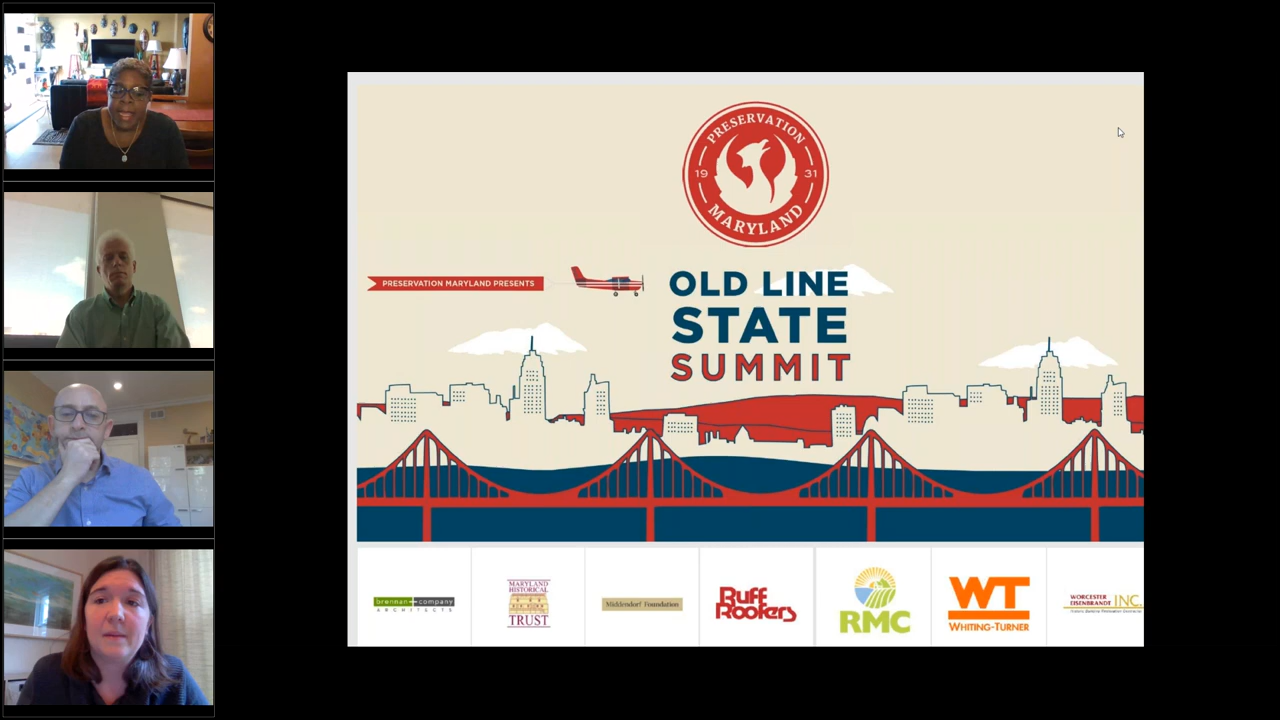 PRESERVATION
19 31
MARYLAND
PRESERVATION MARYLAND PRESENTS
OLD LINE
STATE
SUMMIT
brennan+company
ARCHITECTS
MARYLAND
HISTORICAL
TRUST
Middendorf Foundation
Ruff
Roofers
RMC
WT
WHITING-TURNER
WORCESTER
EISENBRANDT INC.